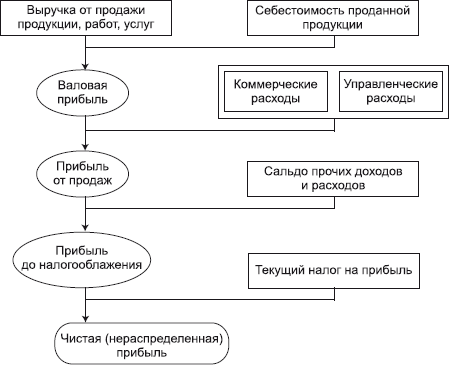 Выручка от продажи
продукции, работ, услуг
Себестоимость проданной
продукции
Валовая
прибыль
Коммерческие
расходы
Управленческие
расходы
Прибыль
от продаж
Сальдо прочих доходов
и расходов
Прибыль
до налогооблажения
Текущий налог на прибыль
Чистая (нераспределенная)
прибыль